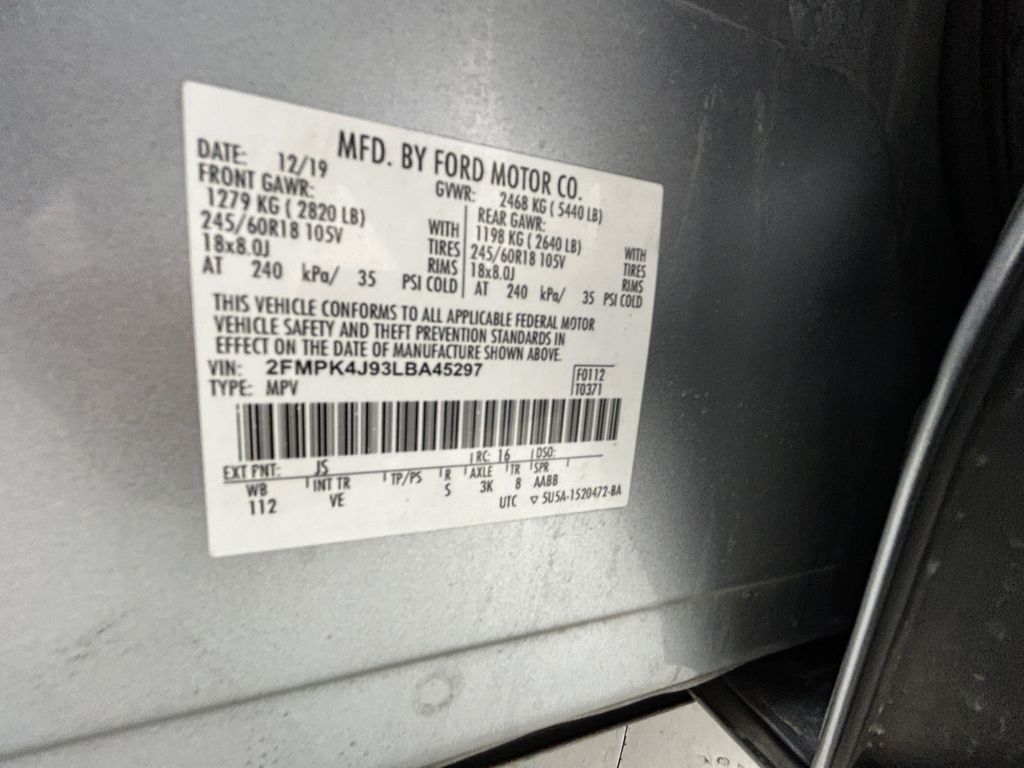 MFD. BY FORD MOTOR CO.
DATE: 12/19 GVWR: 2468 KG ( 5440 LB)
FRONT GAWR: REAR GAWR:
1279 KG ( 2820 LB) WITH 1198 KG ( 2640 LB) WITH
245/60R18 105V TIRES 245/60R18 105V TIRES
18x8.0J RIMS 18x8.0J RIMS
AT 240 kPa/ 35 PSI COLD AT 240 kPa/ 35 PSI COLD
THIS VEHICLE CONFORMS TO ALL APPLICABLE FEDERAL MOTOR
VEHICLE SAFETY AND THEFT PREVENTION STANDARDS IN
EFFECT ON THE DATE OF MANUFACTURE SHOWN ABOVE.
VIN: 2FMPK4J93LBA45297 F0112
TYPE: MPV T0371
EXT PNT: JS RC: 16 DSO:
WB INT TR TP/PS R AXLE TR SPR
112 VE S 3K 8 AABB
UTC ▽ 5U5A-1520472-BA